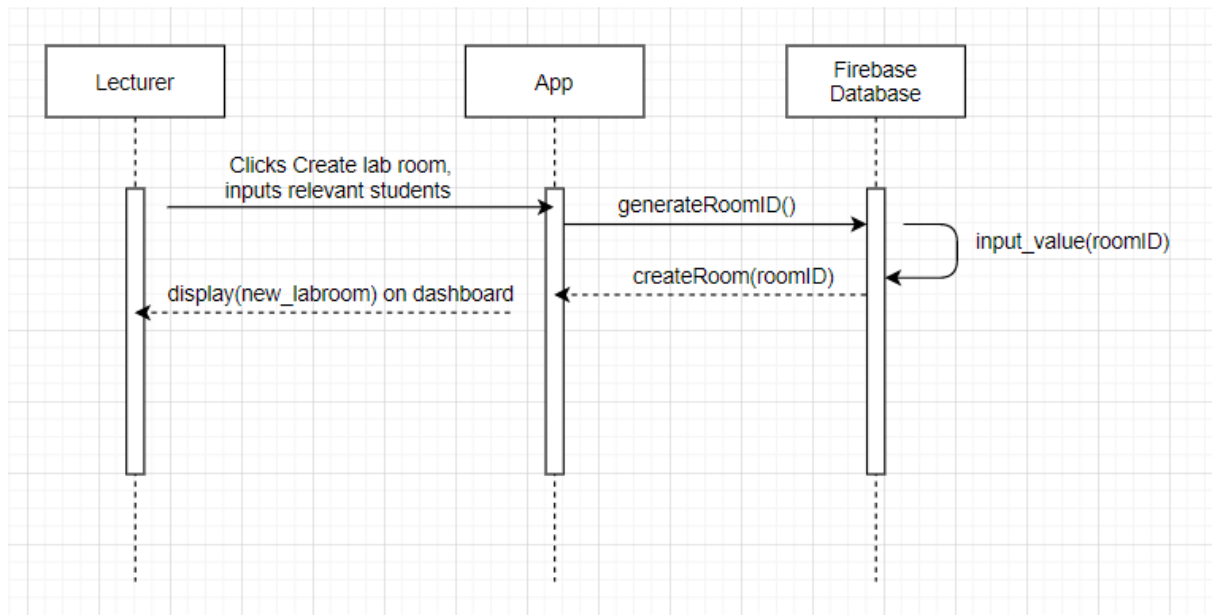 Lecturer
App
Firebase
Database
Clicks Create lab room,
inputs relevant students
generateRoomID()
input_value(roomID)
createRoom(roomID)
display(new_labroom) on dashboard